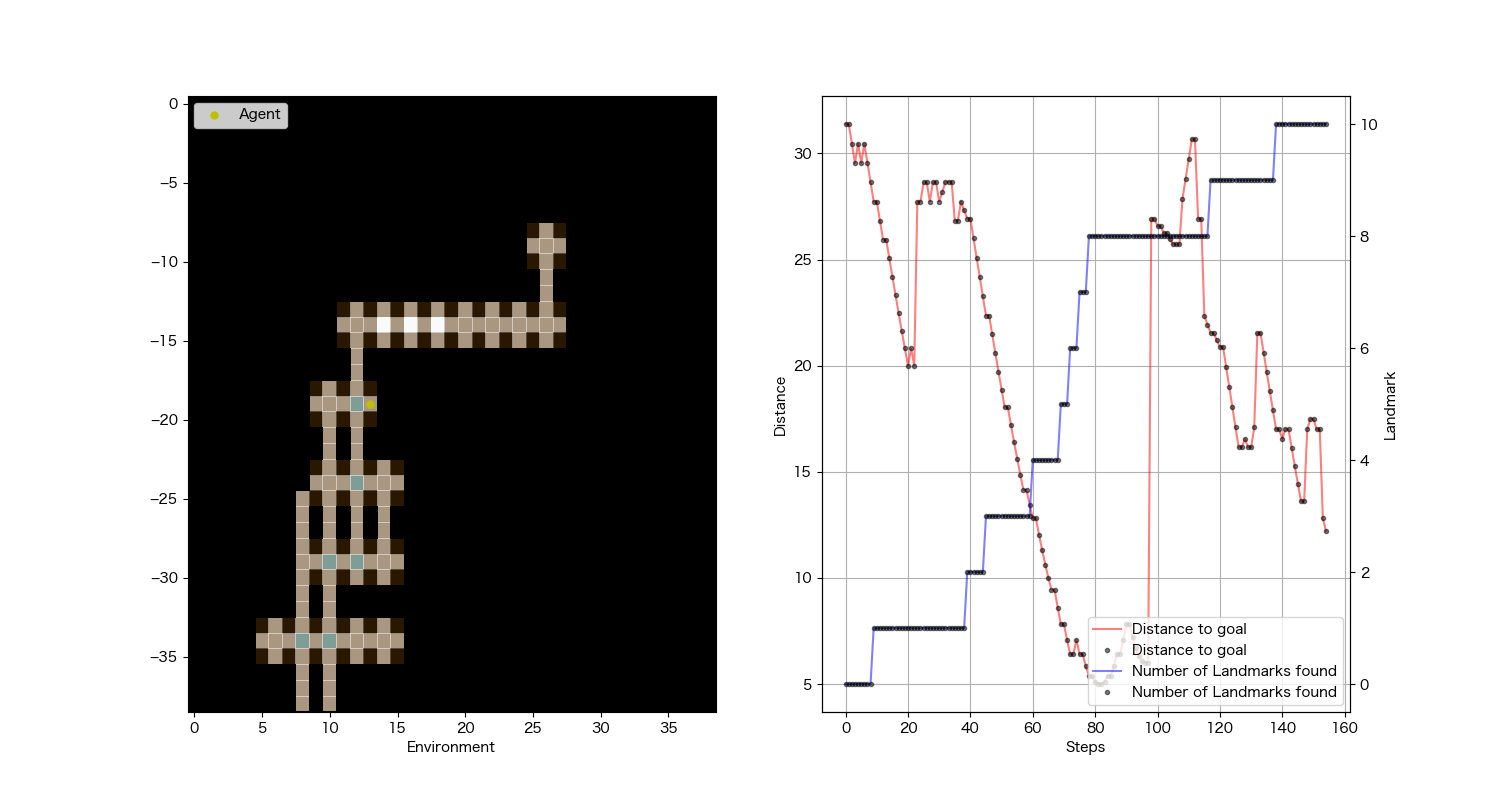 Agent
0
−5
−10
−15
−20
−25
−30
−35
0 5 10 15 20 25 30 35
Environment
30
25
20
15
10
5
Distance
10
8
6
4
2
0
Landmark
Distance to goal
Distance to goal
Number of Landmarks found
Number of Landmarks found
0 20 40 60 80 100 120 140 160
Steps